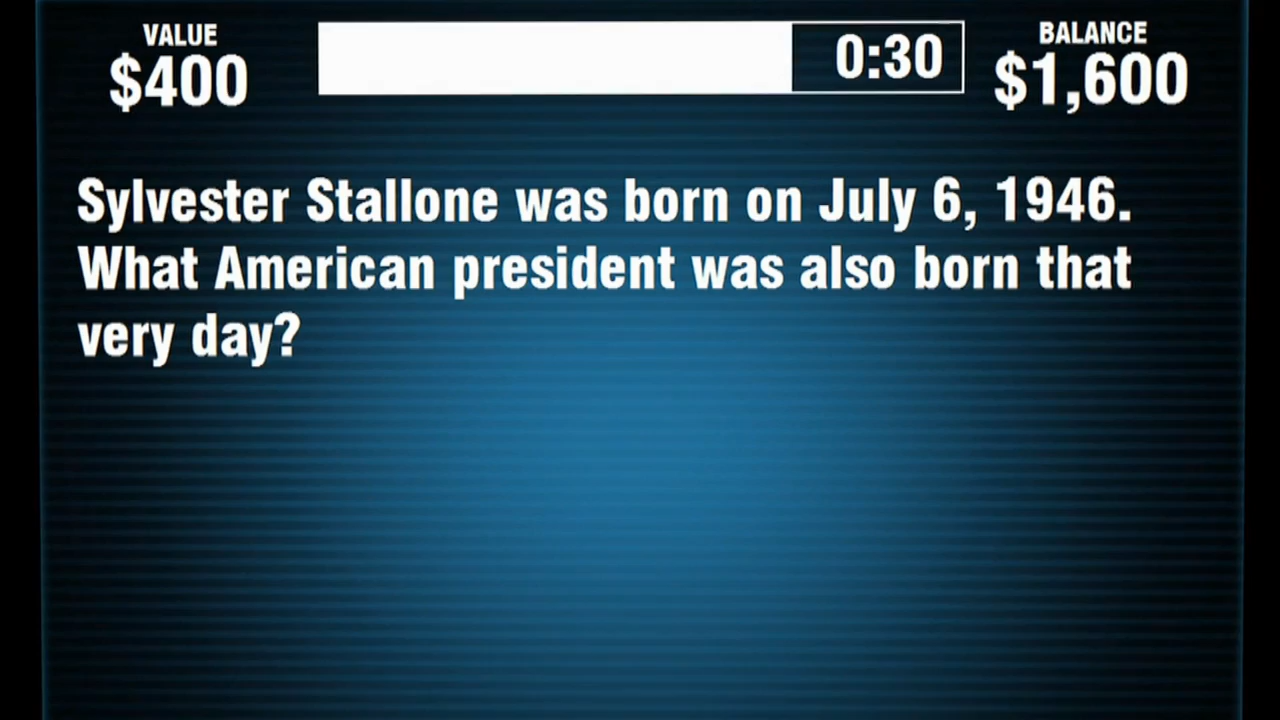 VALUE
$400
0:30
BALANCE
$1,600
Sylvester Stallone was born on July 6, 1946.
What American president was also born that
very day?